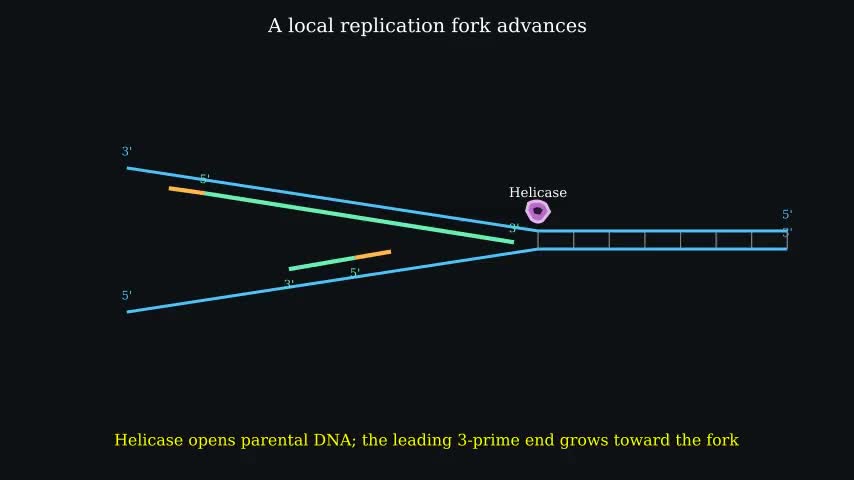 A local replication fork advances
3'
5'
Helicase
5'
3'
3'
5'
3'
5'
Helicase opens parental DNA; the leading 3-prime end grows toward the fork